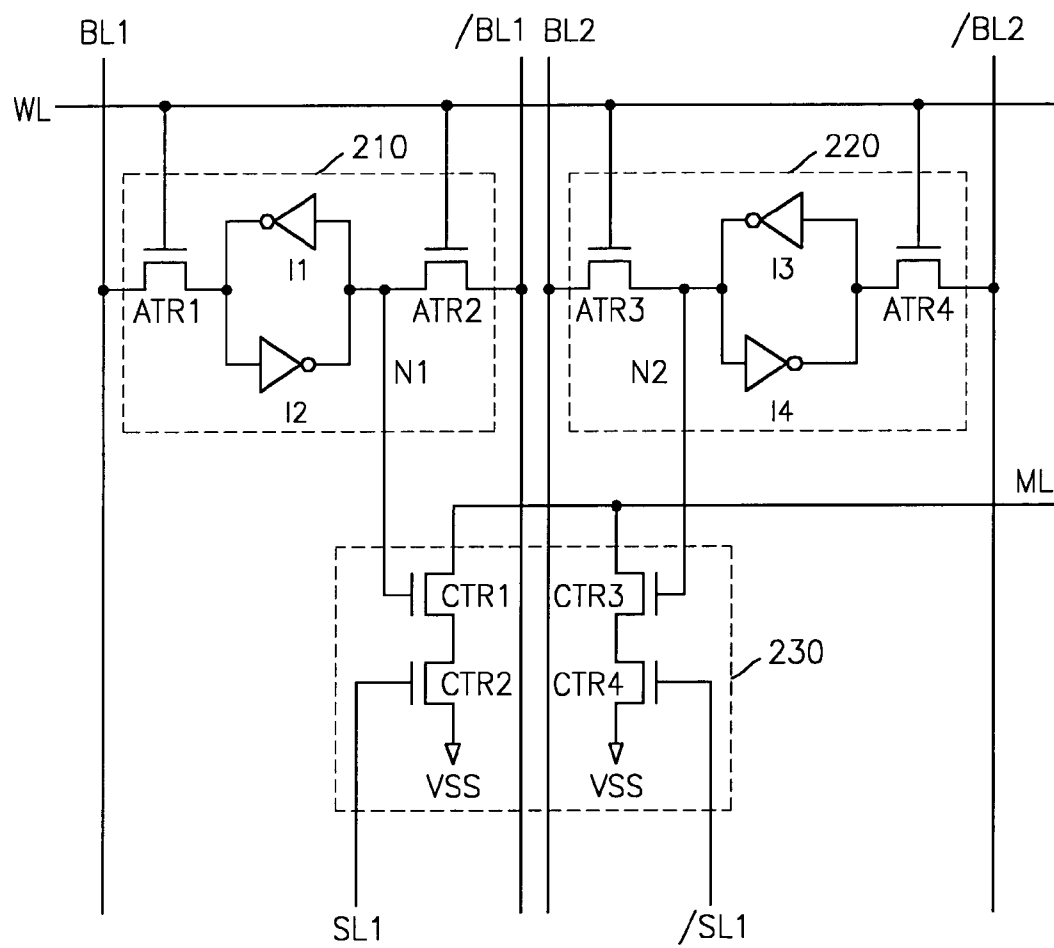 BL1 /BL1 BL2 /BL2
WL
210 220
I1 I3
ATR1 ATR2 ATR3 ATR4
N1 N2
I2 I4
ML
CTR1 CTR3
230
CTR2 CTR4
VSS VSS
SL1 /SL1